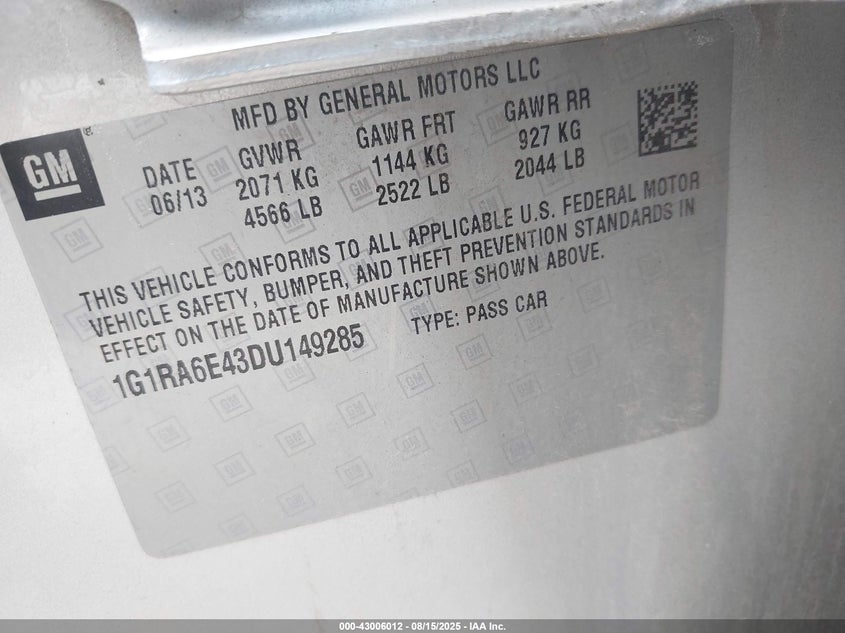 MFD BY GENERAL MOTORS LLC
GM
DATE GVWR GAWR FRT GAWR RR
06/13 2071 KG 1144 KG 927 KG
4566 LB 2522 LB 2044 LB
THIS VEHICLE CONFORMS TO ALL APPLICABLE U.S. FEDERAL MOTOR
VEHICLE SAFETY, BUMPER, AND THEFT PREVENTION STANDARDS IN
EFFECT ON THE DATE OF MANUFACTURE SHOWN ABOVE.
1G1RA6E43DU149285 TYPE: PASS CAR
000-43006012 - 08/15/2025 - IAA Inc.